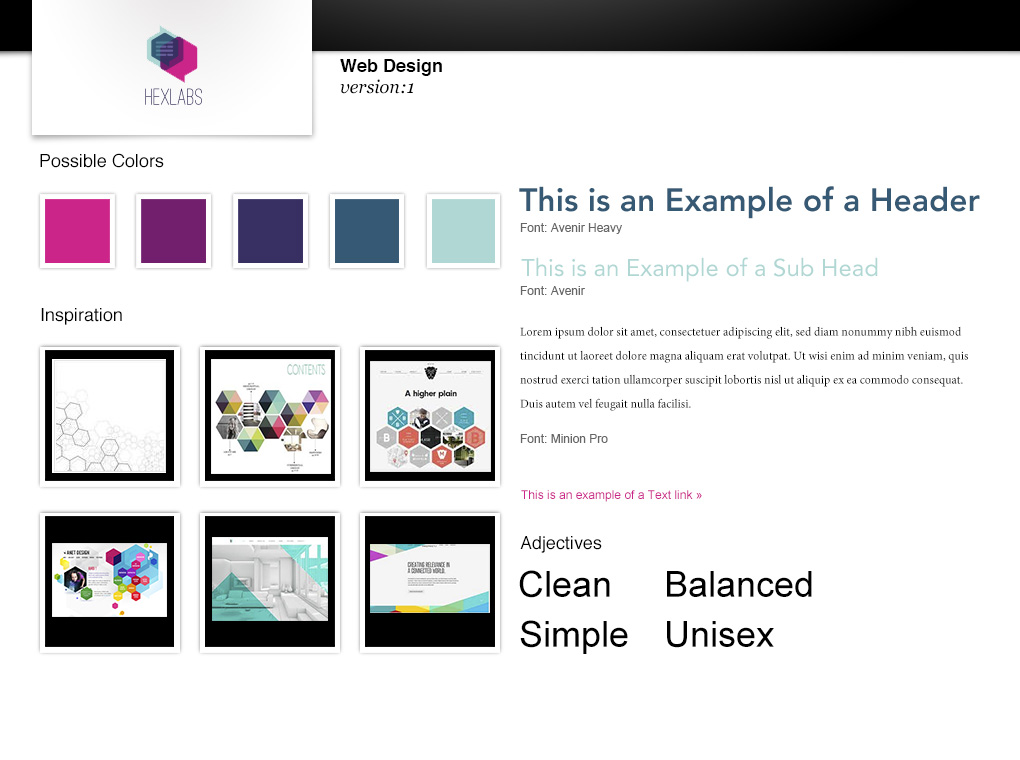 HEXLABS
Web Design
version:1
Possible Colors
This is an Example of a Header
Font: Avenir Heavy
This is an Example of a Sub Head
Font: Avenir
Inspiration
CONTENTS
A higher plain
ANET DESIGN
CREATING RELEVANCE IN
A CONNECTED WORLD.
Lorem ipsum dolor sit amet, consectetuer adipiscing elit, sed diam nonummy nibh euismod
tincidunt ut laoreet dolore magna aliquam erat volutpat. Ut wisi enim ad minim veniam, quis
nostrud exerci tation ullamcorper suscipit lobortis nisl ut aliquip ex ea commodo consequat.
Duis autem vel feugait nulla facilisi.
Font: Minion Pro
This is an example of a Text link »
Adjectives
Clean Balanced
Simple Unisex